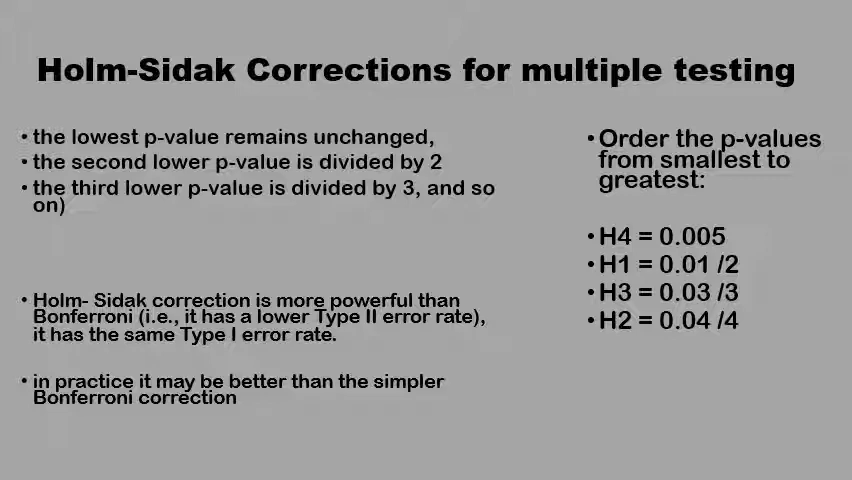 Holm-Sidak Corrections for multiple testing
• the lowest p-value remains unchanged,
• the second lower p-value is divided by 2
• the third lower p-value is divided by 3, and so
on)
• Holm- Sidak correction is more powerful than
Bonferroni (i.e., it has a lower Type II error rate),
it has the same Type I error rate.
• in practice it may be better than the simpler
Bonferroni correction
• Order the p-values
from smallest to
greatest:
• H4 = 0.005
• H1 = 0.01 /2
• H3 = 0.03 /3
• H2 = 0.04 /4